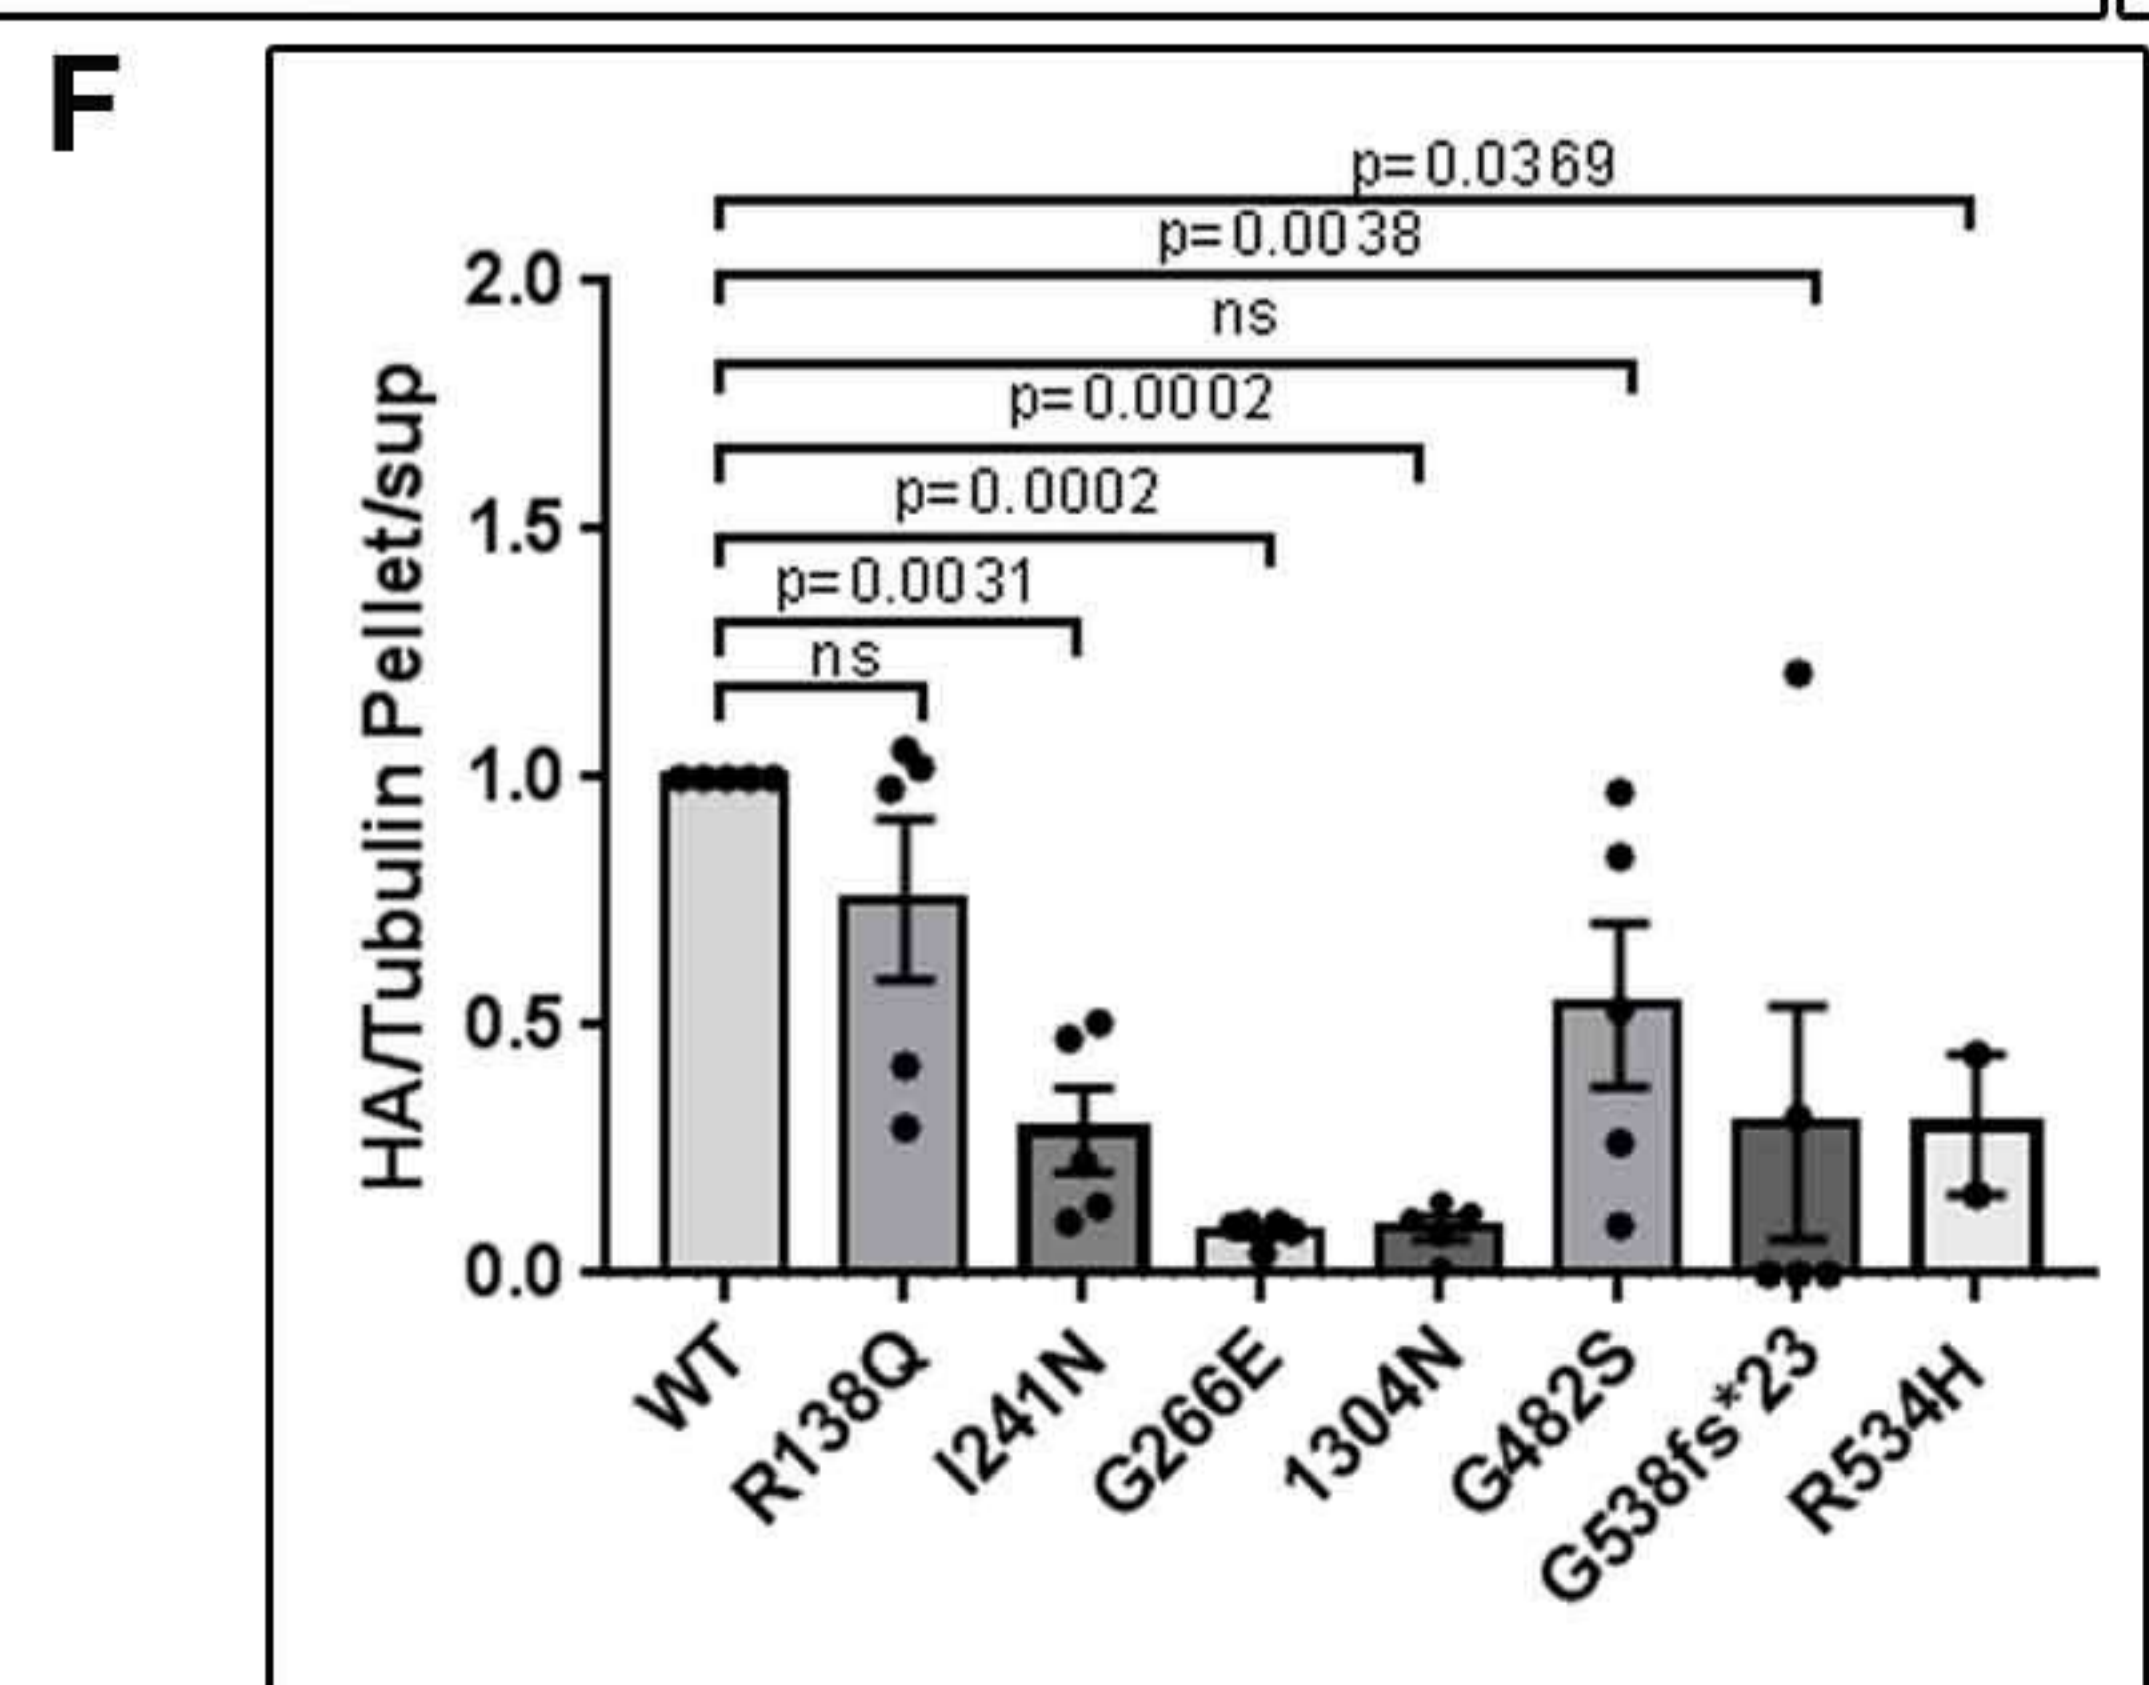 F
p=0.0369
p=0.0038
ns
p=0.0002
p=0.0002
p=0.0031
ns
HA/Tubulin Pellet/sup
2.0
1.5
1.0
0.5
0.0
WT
R138Q
I241N
G266E
1304N
G482S
G538fs*23
R534H